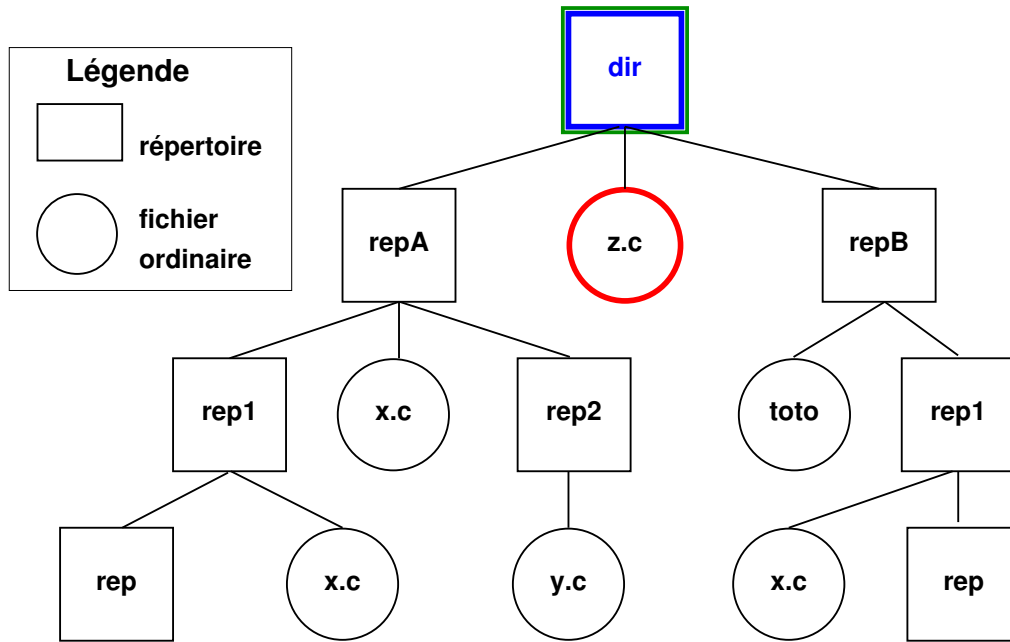 dir
Légende
répertoire
fichier
ordinaire
repA
z.c
repB
rep1
x.c
rep2
toto
rep1
rep
x.c
y.c
x.c
rep